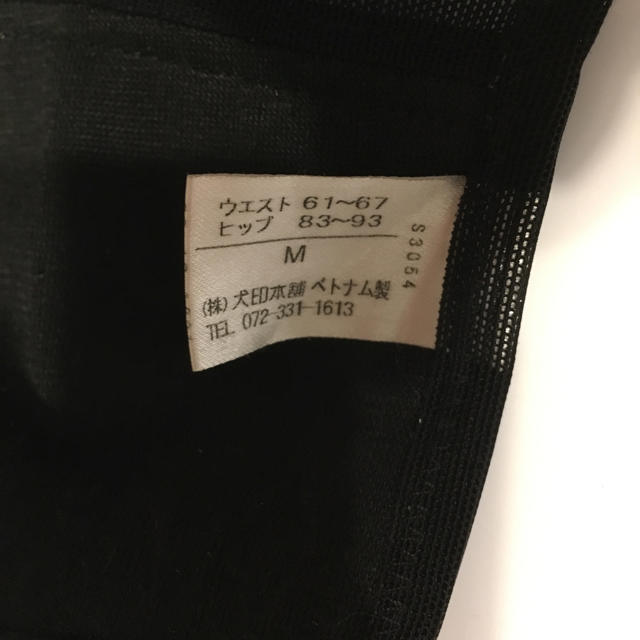 ウエスト 61〜67
ヒップ 83〜93
M
(株) 犬印本舗 ベトナム製
TEL 072-331-1613
S3054